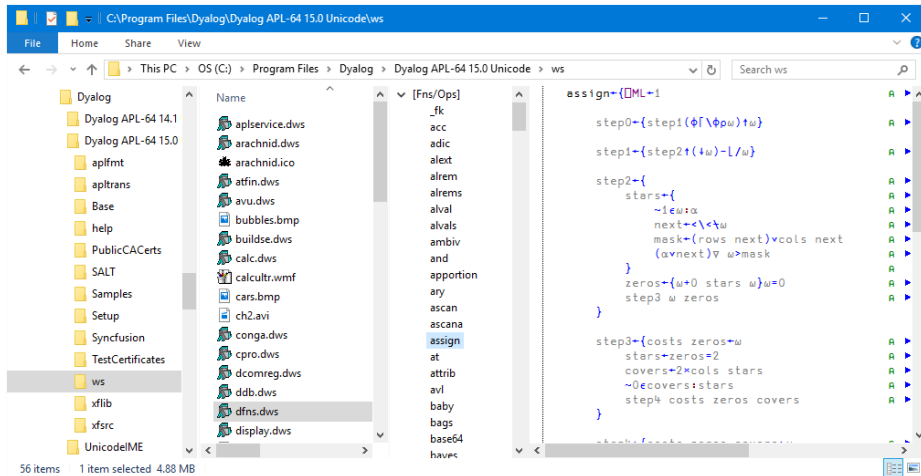 C:\Program Files\Dyalog\Dyalog APL-64 15.0 Unicode\ws
File Home Share View
This PC > OS (C:) > Program Files > Dyalog > Dyalog APL-64 15.0 Unicode > ws
Search ws
Dyalog
Dyalog APL-64 14.1
Dyalog APL-64 15.0
aplfmt
apltrans
Base
help
PublicCACerts
SALT
Samples
Setup
Syncfusion
TestCertificates
ws
xflib
xfsrc
UnicodeIME
Name
aplservice.dws
arachnid.dws
arachnid.ico
atfin.dws
avu.dws
bubbles.bmp
buildse.dws
calc.dws
calcultr.wmf
cars.bmp
ch2.avi
conga.dws
cpro.dws
dcomreg.dws
ddb.dws
dfns.dws
display.dws
[Fns/Ops]
_fk
acc
adic
alext
alrem
alrems
alval
alvals
ambiv
and
apportion
ary
ascan
ascana
assign
at
attrib
avl
baby
bags
base64
bayes
assign←{⎕ML←1 ⍝
step0←{step1(⌽⌈\⌽⍴⍵)↑⍵} ⍝
step1←{step2↑(↓⍵)-⌊/⍵} ⍝
step2←{ ⍝
stars←{ ⍝
~1∊⍵:⍺ ⍝
next←<\<⍀⍵ ⍝
mask←(rows next)∨cols next ⍝
(⍺∨next)∇ ⍵>mask ⍝
} ⍝
zeros←{⍵+0 stars ⍵}⍵=0 ⍝
step3 ⍵ zeros ⍝
}
step3←{costs zeros←⍵ ⍝
stars←zeros=2 ⍝
covers←2×cols stars ⍝
~0∊covers:stars ⍝
step4 costs zeros covers ⍝
}
56 items 1 item selected 4.88 MB